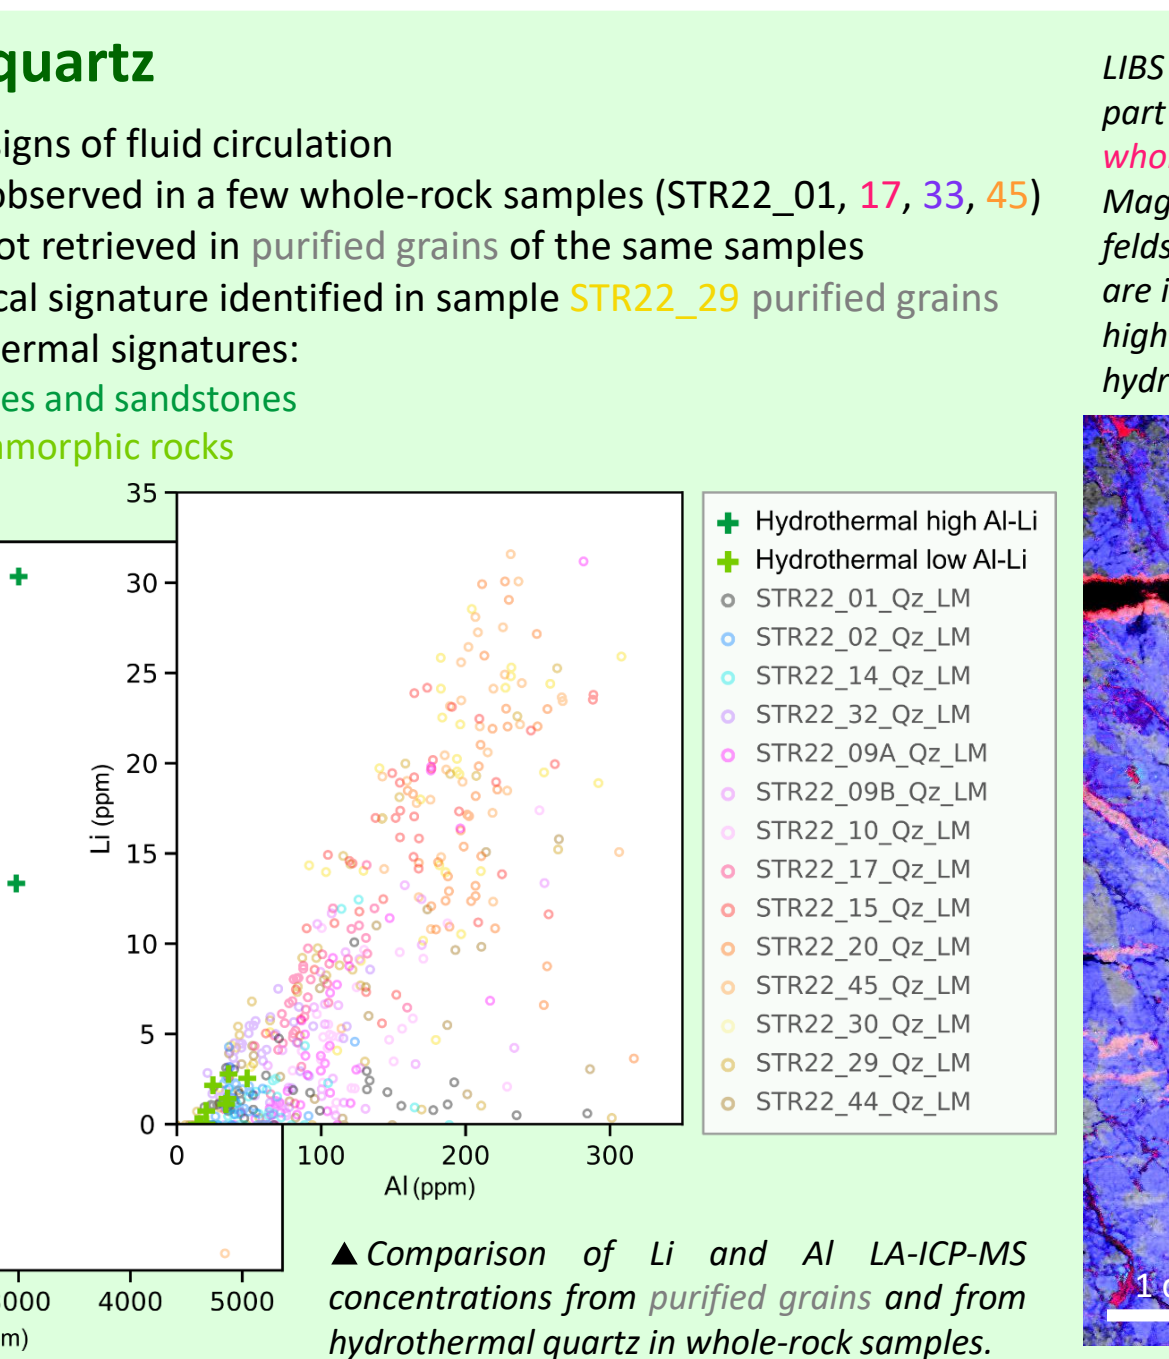 quartz
igns of fluid circulation
observed in a few whole-rock samples (STR22_01, 17, 33, 45)
ot retrieved in purified grains of the same samples
cal signature identified in sample STR22_29 purified grains
ermal signatures:
es and sandstones
amorphic rocks
LIBS
part
who
Mag
felds
are i
high
hydr
35
30
25
20
15
10
5
0
Li (ppm)
0 100 200 300
Al (ppm)
Hydrothermal high Al-Li
Hydrothermal low Al-Li
STR22_01_Qz_LM
STR22_02_Qz_LM
STR22_14_Qz_LM
STR22_32_Qz_LM
STR22_09A_Qz_LM
STR22_09B_Qz_LM
STR22_10_Qz_LM
STR22_17_Qz_LM
STR22_15_Qz_LM
STR22_20_Qz_LM
STR22_45_Qz_LM
STR22_30_Qz_LM
STR22_29_Qz_LM
STR22_44_Qz_LM
000 4000 5000
m)
▲ Comparison of Li and Al LA-ICP-MS
concentrations from purified grains and from
hydrothermal quartz in whole-rock samples.
1 c